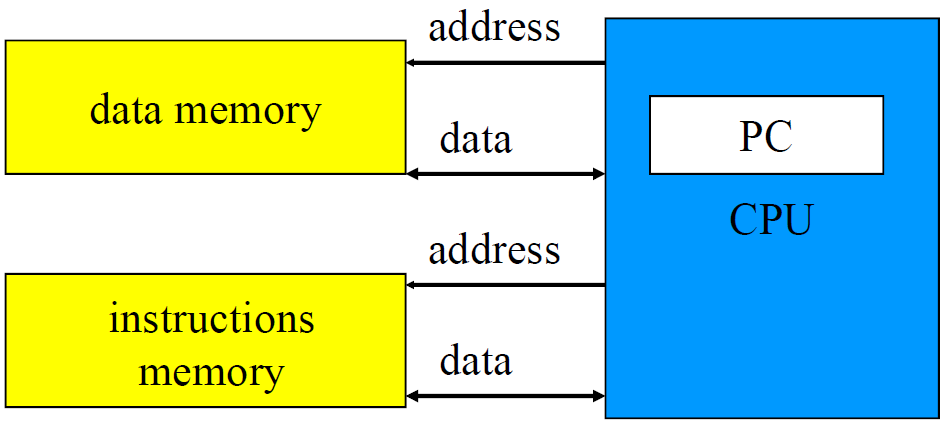 address
data memory
data
PC
CPU
address
instructions
memory
data